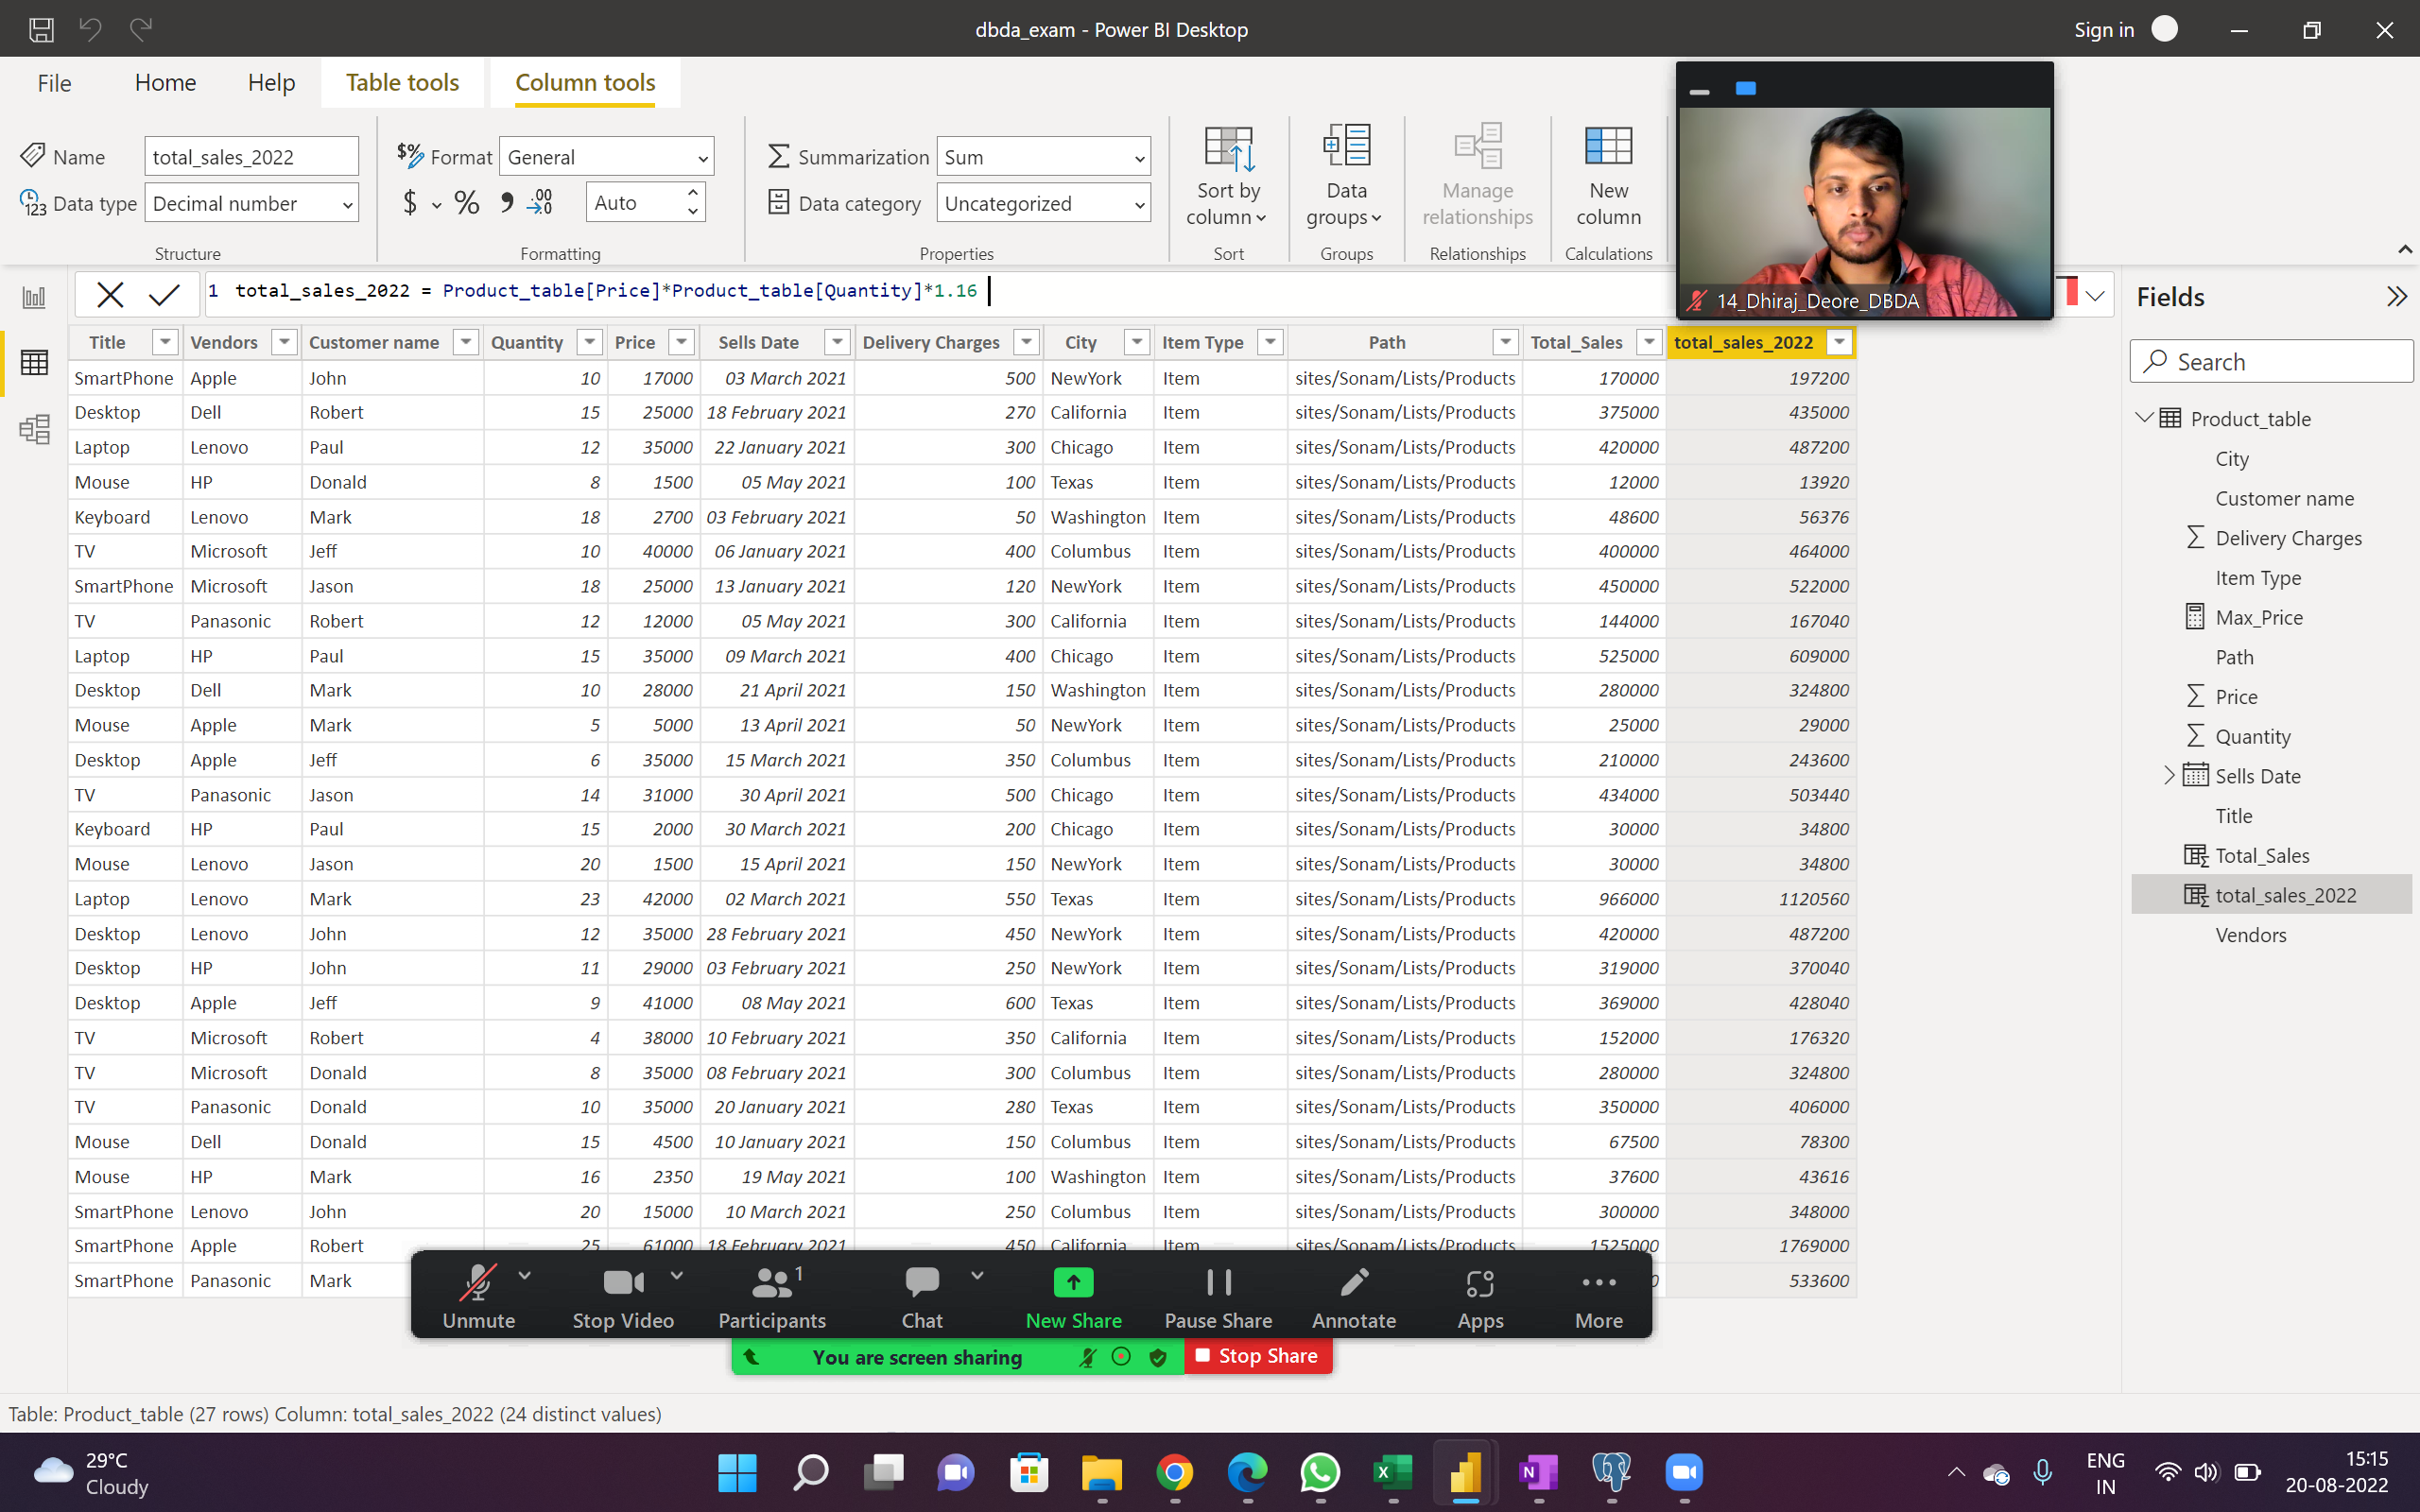 dbda_exam - Power BI Desktop
Sign in
File Home Help Table tools Column tools
Name total_sales_2022
Data type Decimal number
Structure
Format General
$ % , .00 Auto
Formatting
Summarization Sum
Data category Uncategorized
Properties
Sort by column
Sort
Data groups
Groups
Manage relationships
Relationships
New column
Calculations
14_Dhiraj_Deore_DBDA
1 total_sales_2022 = Product_table[Price]*Product_table[Quantity]*1.16
Title Vendors Customer name Quantity Price Sells Date Delivery Charges City Item Type Path Total_Sales total_sales_2022
SmartPhone Apple John 10 17000 03 March 2021 500 NewYork Item sites/Sonam/Lists/Products 170000 197200
Desktop Dell Robert 15 25000 18 February 2021 270 California Item sites/Sonam/Lists/Products 375000 435000
Laptop Lenovo Paul 12 35000 22 January 2021 300 Chicago Item sites/Sonam/Lists/Products 420000 487200
Mouse HP Donald 8 1500 05 May 2021 100 Texas Item sites/Sonam/Lists/Products 12000 13920
Keyboard Lenovo Mark 18 2700 03 February 2021 50 Washington Item sites/Sonam/Lists/Products 48600 56376
TV Microsoft Jeff 10 40000 06 January 2021 400 Columbus Item sites/Sonam/Lists/Products 400000 464000
SmartPhone Microsoft Jason 18 25000 13 January 2021 120 NewYork Item sites/Sonam/Lists/Products 450000 522000
TV Panasonic Robert 12 12000 05 May 2021 300 California Item sites/Sonam/Lists/Products 144000 167040
Laptop HP Paul 15 35000 09 March 2021 400 Chicago Item sites/Sonam/Lists/Products 525000 609000
Desktop Dell Mark 10 28000 21 April 2021 150 Washington Item sites/Sonam/Lists/Products 280000 324800
Mouse Apple Mark 5 5000 13 April 2021 50 NewYork Item sites/Sonam/Lists/Products 25000 29000
Desktop Apple Jeff 6 35000 15 March 2021 350 Columbus Item sites/Sonam/Lists/Products 210000 243600
TV Panasonic Jason 14 31000 30 April 2021 500 Chicago Item sites/Sonam/Lists/Products 434000 503440
Keyboard HP Paul 15 2000 30 March 2021 200 Chicago Item sites/Sonam/Lists/Products 30000 34800
Mouse Lenovo Jason 20 1500 15 April 2021 150 NewYork Item sites/Sonam/Lists/Products 30000 34800
Laptop Lenovo Mark 23 42000 02 March 2021 550 Texas Item sites/Sonam/Lists/Products 966000 1120560
Desktop Lenovo John 12 35000 28 February 2021 450 NewYork Item sites/Sonam/Lists/Products 420000 487200
Desktop HP John 11 29000 03 February 2021 250 NewYork Item sites/Sonam/Lists/Products 319000 370040
Desktop Apple Jeff 9 41000 08 May 2021 600 Texas Item sites/Sonam/Lists/Products 369000 428040
TV Microsoft Robert 4 38000 10 February 2021 350 California Item sites/Sonam/Lists/Products 152000 176320
TV Microsoft Donald 8 35000 08 February 2021 300 Columbus Item sites/Sonam/Lists/Products 280000 324800
TV Panasonic Donald 10 35000 20 January 2021 280 Texas Item sites/Sonam/Lists/Products 350000 406000
Mouse Dell Donald 15 4500 10 January 2021 150 Columbus Item sites/Sonam/Lists/Products 67500 78300
Mouse HP Mark 16 2350 19 May 2021 100 Washington Item sites/Sonam/Lists/Products 37600 43616
SmartPhone Lenovo John 20 15000 10 March 2021 250 Columbus Item sites/Sonam/Lists/Products 300000 348000
SmartPhone Apple Robert 25 61000 18 February 2021 450 California Item sites/Sonam/Lists/Products 1525000 1769000
SmartPhone Panasonic Mark 533600
Fields
Search
Product_table
City
Customer name
Delivery Charges
Item Type
Max_Price
Path
Price
Quantity
Sells Date
Title
Total_Sales
total_sales_2022
Vendors
1
Unmute Stop Video Participants Chat New Share Pause Share Annotate Apps More
You are screen sharing Stop Share
Table: Product_table (27 rows) Column: total_sales_2022 (24 distinct values)
29°C
Cloudy
ENG
IN
15:15
20-08-2022